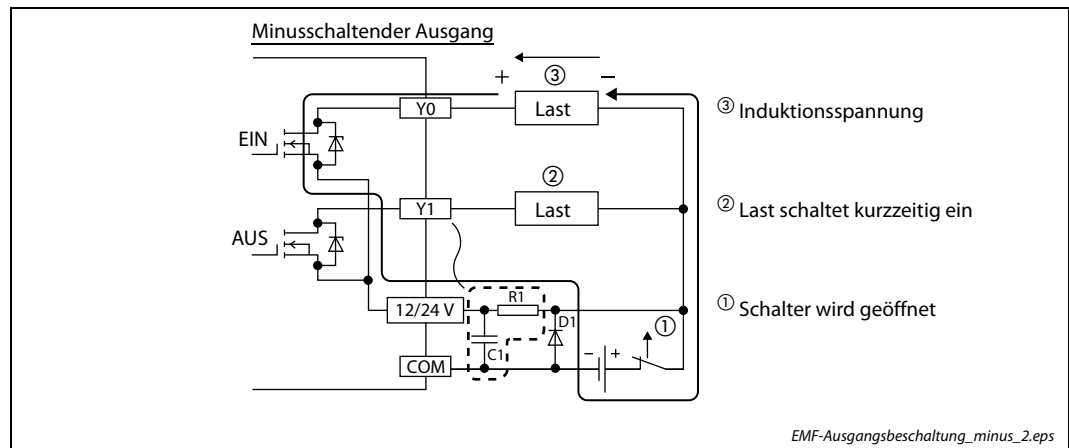 Minusschaltender Ausgang
③
+ −
Y0
Last
③ Induktionsspannung
EIN
②
Y1
Last
② Last schaltet kurzzeitig ein
AUS
12/24 V
R1
D1
①
① Schalter wird geöffnet
C1
− +
COM
EMF-Ausgangsbeschaltung_minus_2.eps